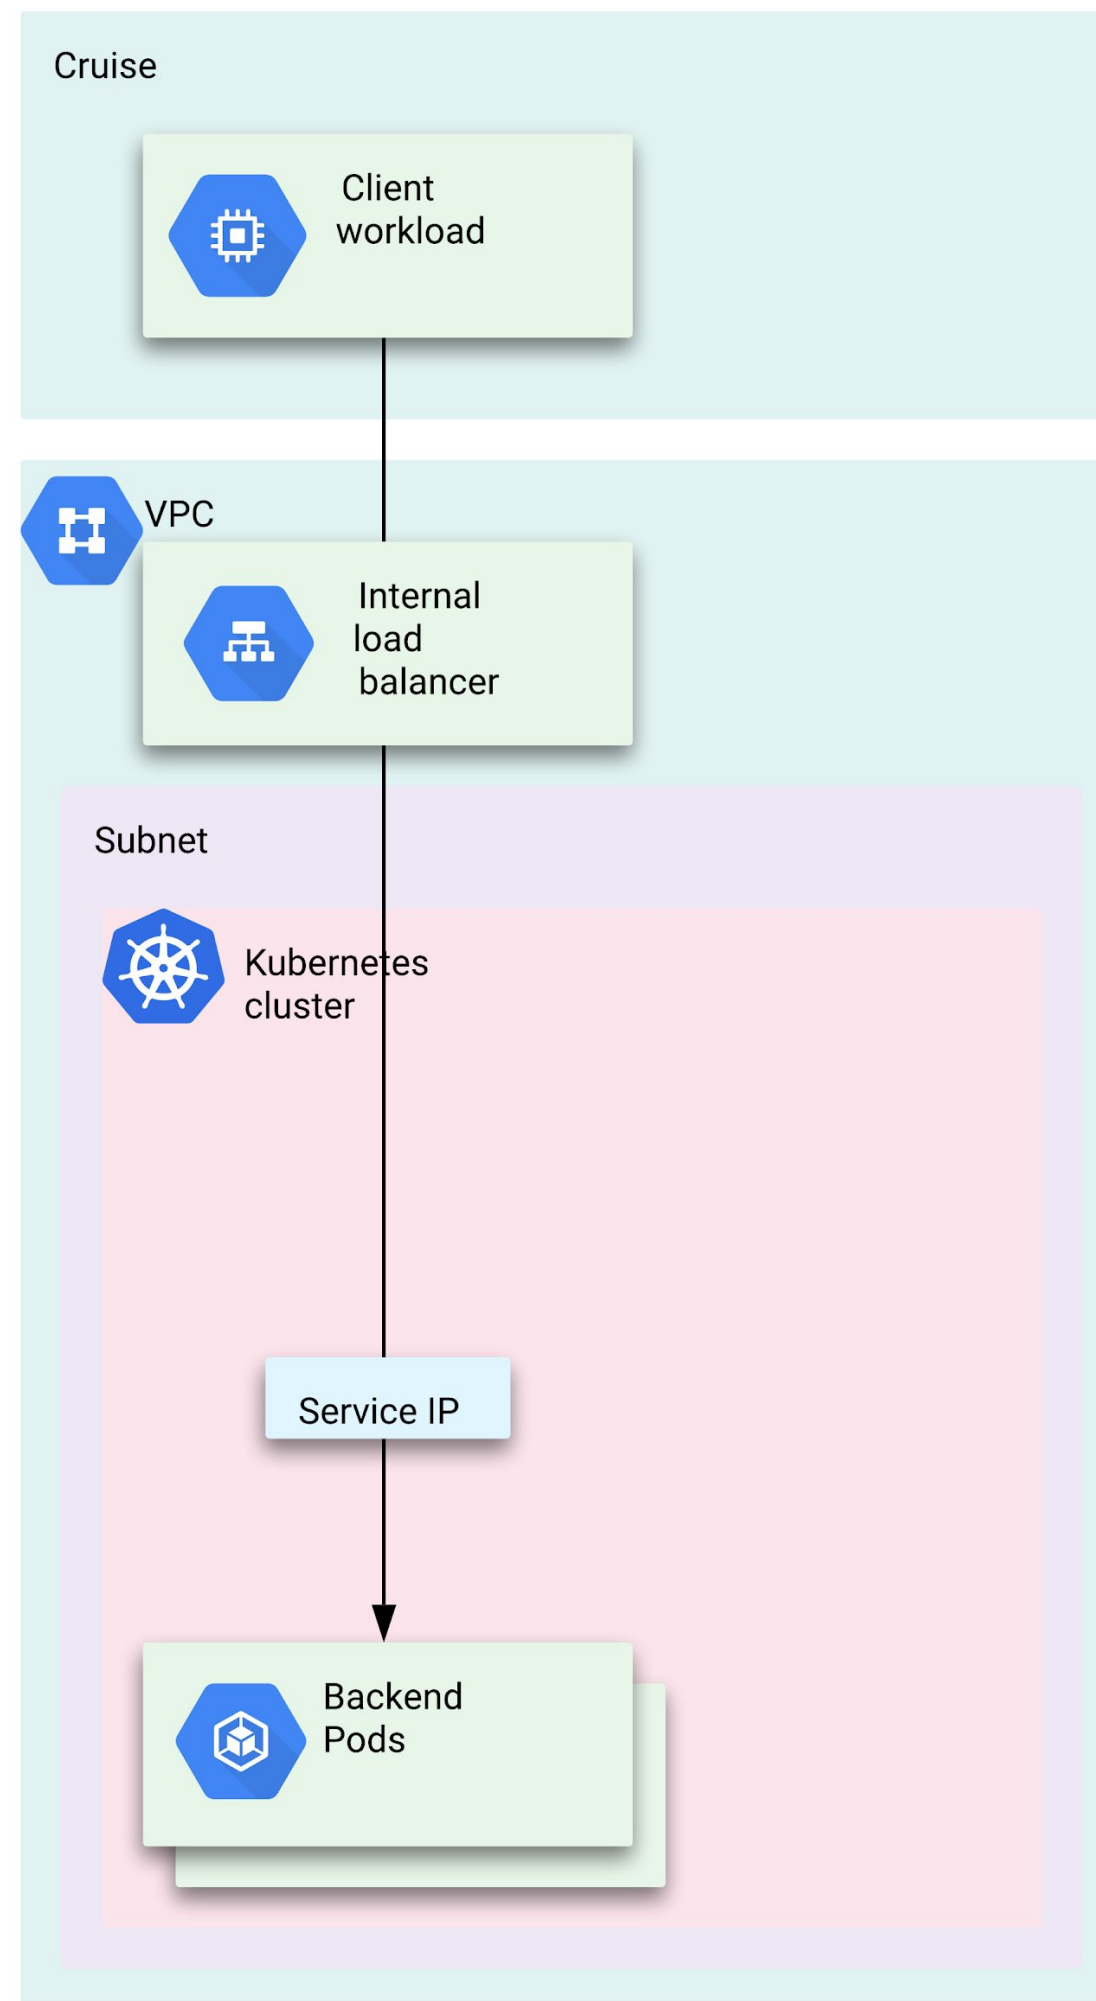 Cruise
Client
workload
VPC
Internal
load
balancer
Subnet
Kubernetes
cluster
Service IP
Backend
Pods